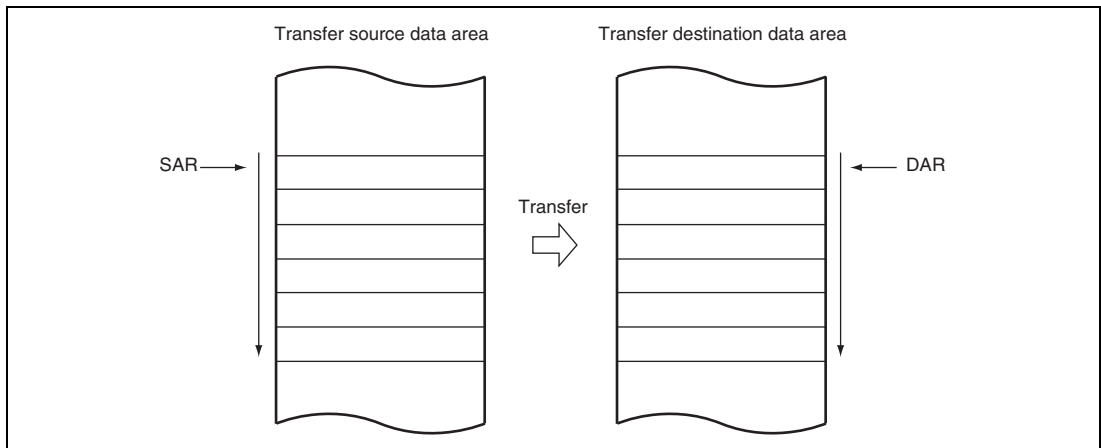 Transfer source data area
Transfer destination data area
SAR
DAR
Transfer